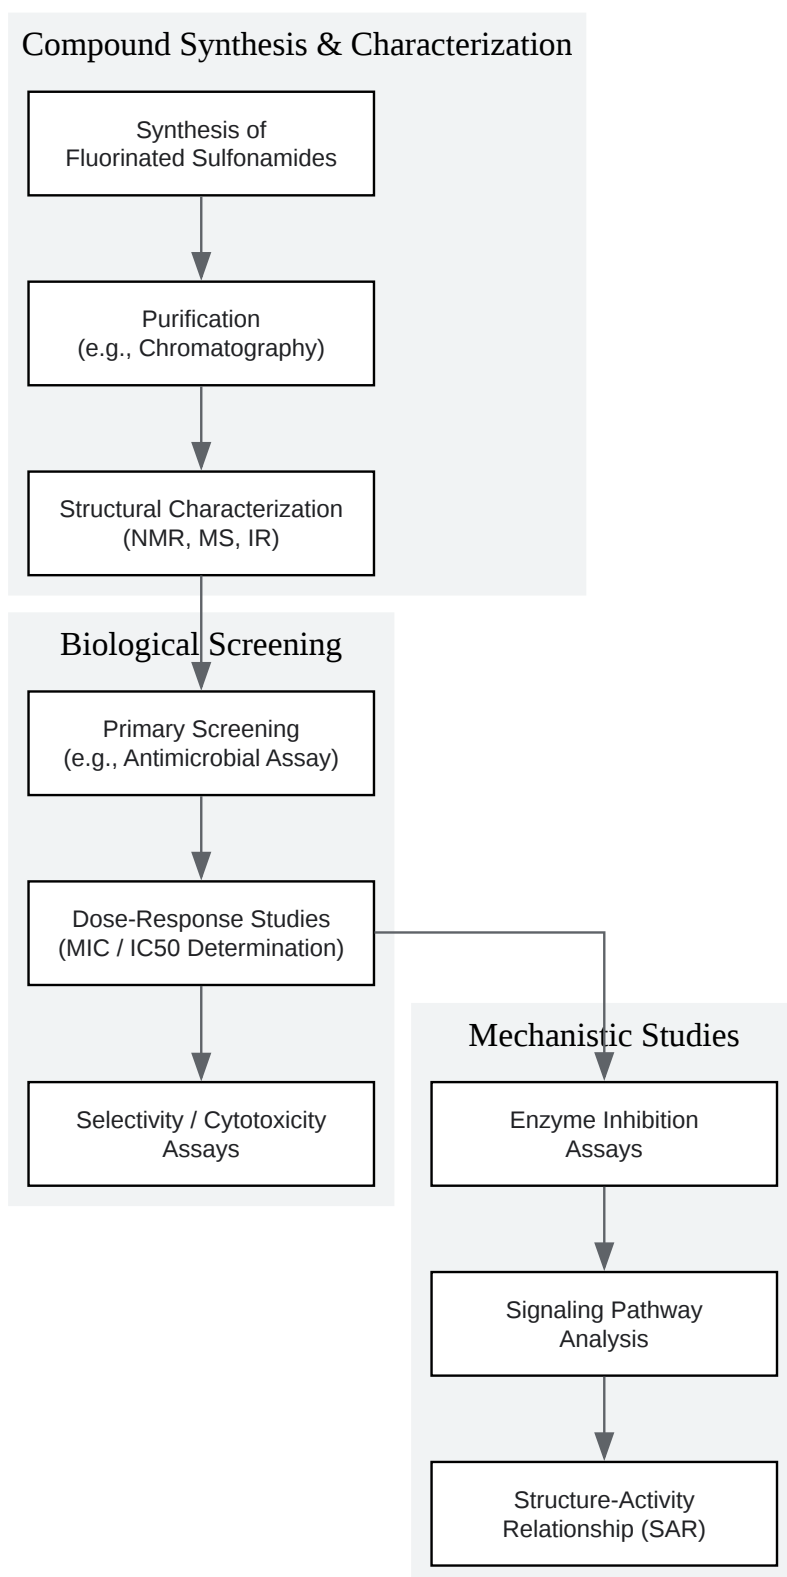 Compound Synthesis & Characterization
Synthesis of
Fluorinated Sulfonamides
Purification
(e.g., Chromatography)
Structural Characterization
(NMR, MS, IR)
Biological Screening
Primary Screening
(e.g., Antimicrobial Assay)
Dose-Response Studies
(MIC / IC50 Determination)
Selectivity / Cytotoxicity
Assays
Mechanistic Studies
Enzyme Inhibition
Assays
Signaling Pathway
Analysis
Structure-Activity
Relationship (SAR)